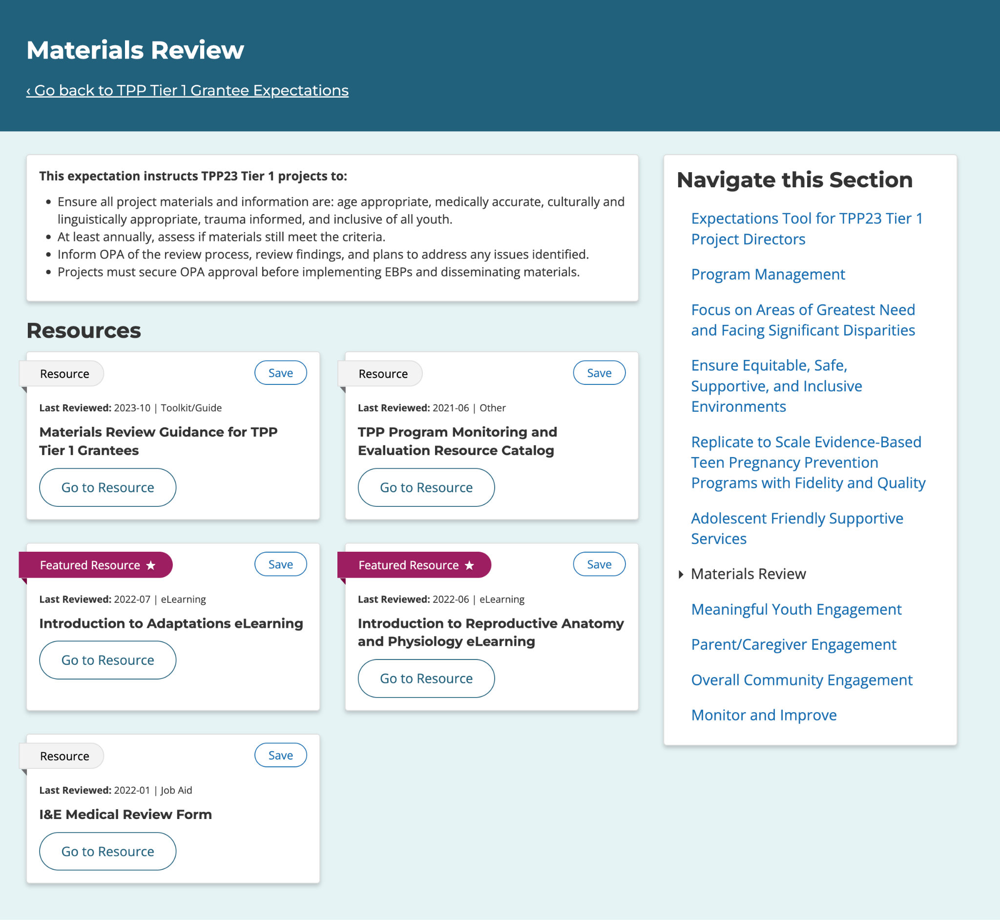 Materials Review
‹ Go back to TPP Tier 1 Grantee Expectations
This expectation instructs TPP23 Tier 1 projects to:
• Ensure all project materials and information are: age appropriate, medically accurate, culturally and
linguistically appropriate, trauma informed, and inclusive of all youth.
• At least annually, assess if materials still meet the criteria.
• Inform OPA of the review process, review findings, and plans to address any issues identified.
• Projects must secure OPA approval before implementing EBPs and disseminating materials.
Resources
Resource
Save
Last Reviewed: 2023-10 | Toolkit/Guide
Materials Review Guidance for TPP
Tier 1 Grantees
Go to Resource
Resource
Save
Last Reviewed: 2021-06 | Other
TPP Program Monitoring and
Evaluation Resource Catalog
Go to Resource
Featured Resource ★
Save
Last Reviewed: 2022-07 | eLearning
Introduction to Adaptations eLearning
Go to Resource
Featured Resource ★
Save
Last Reviewed: 2022-06 | eLearning
Introduction to Reproductive Anatomy
and Physiology eLearning
Go to Resource
Resource
Save
Last Reviewed: 2022-01 | Job Aid
I&E Medical Review Form
Go to Resource
Navigate this Section
Expectations Tool for TPP23 Tier 1
Project Directors
Program Management
Focus on Areas of Greatest Need
and Facing Significant Disparities
Ensure Equitable, Safe,
Supportive, and Inclusive
Environments
Replicate to Scale Evidence-Based
Teen Pregnancy Prevention
Programs with Fidelity and Quality
Adolescent Friendly Supportive
Services
Materials Review
Meaningful Youth Engagement
Parent/Caregiver Engagement
Overall Community Engagement
Monitor and Improve